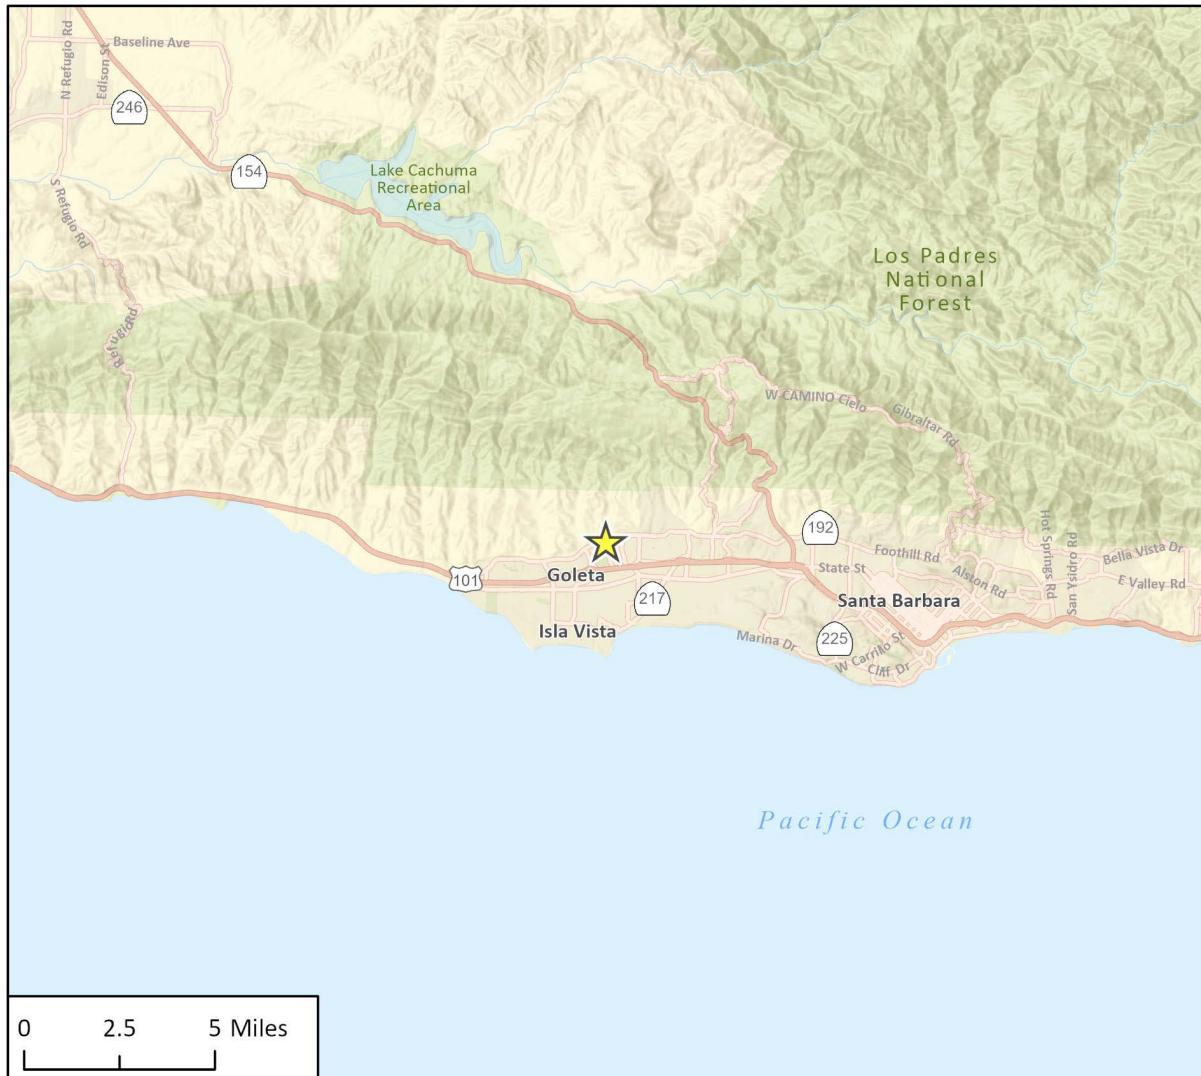 N Refugio Rd
Edison St
Baseline Ave
246
154
Lake Cachuma
Recreational
Area
S Refugio Rd
Los Padres
National
Forest
Refugio
Rd
W CAMINO Cielo
Gibraltar Rd
192
Foothill Rd
Hot Springs Rd
San Ysidro Rd
Bella Vista Dr
E Valley Rd
101
Goleta
State St
Alston Rd
217
Santa Barbara
Isla Vista
Marina Dr
225
W Carrillo St
Cliff Dr
Pacific Ocean
0 2.5 5 Miles